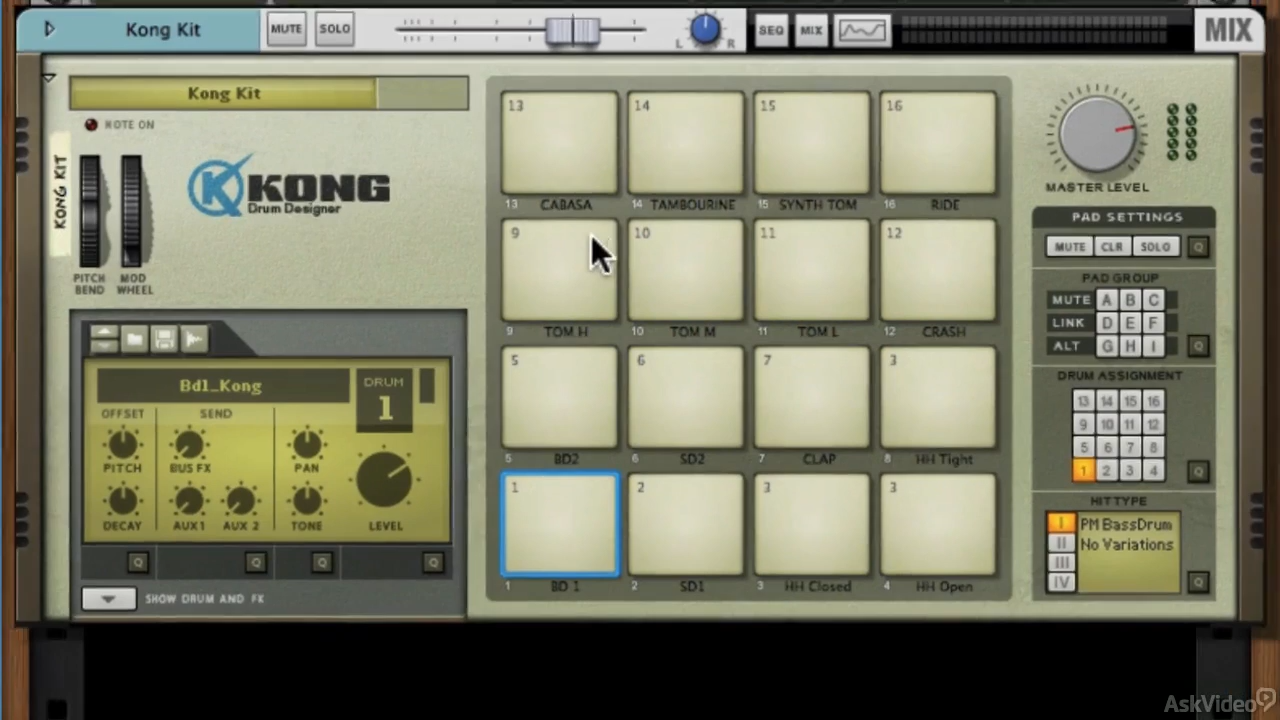 Kong Kit MUTE SOLO L R SEQ MIX MIX
Kong Kit
NOTE ON
KONG KIT
KONG
Drum Designer
PITCH BEND
MOD WHEEL
13 14 15 16
13 CABASA 14 TAMBOURINE 15 SYNTH TOM 16 RIDE
9 10 11 12
9 TOM H 10 TOM M 11 TOM L 12 CRASH
5 6 7 3
5 BD2 6 SD2 7 CLAP 8 HH Tight
1 2 3 3
1 BD 1 2 SD1 3 HH Closed 4 HH Open
Bd1_Kong
DRUM
1
OFFSET SEND
PITCH BUS FX PAN
DECAY AUX 1 AUX 2 TONE LEVEL
Q Q Q Q
SHOW DRUM AND FX
MASTER LEVEL
PAD SETTINGS
MUTE CLR SOLO Q
PAD GROUP
MUTE A B C
LINK D E F
ALT G H I Q
DRUM ASSIGNMENT
13 14 15 16
9 10 11 12
5 6 7 8
1 2 3 4 Q
HIT TYPE
I PM BassDrum
II No Variations
III
IV Q
AskVideo